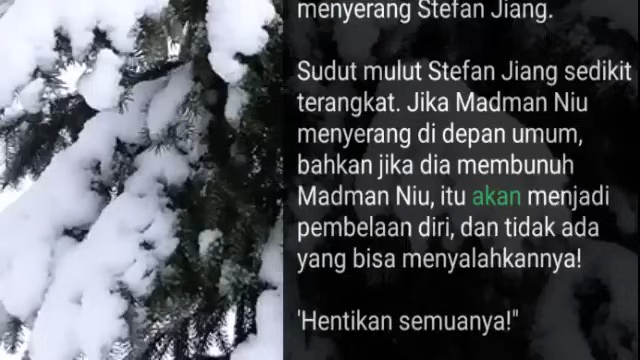 menyerang Stefan Jiang.
Sudut mulut Stefan Jiang sedikit
terangkat. Jika Madman Niu
menyerang di depan umum,
bahkan jika dia membunuh
Madman Niu, itu akan menjadi
pembelaan diri, dan tidak ada
yang bisa menyalahkannya!
'Hentikan semuanya!"